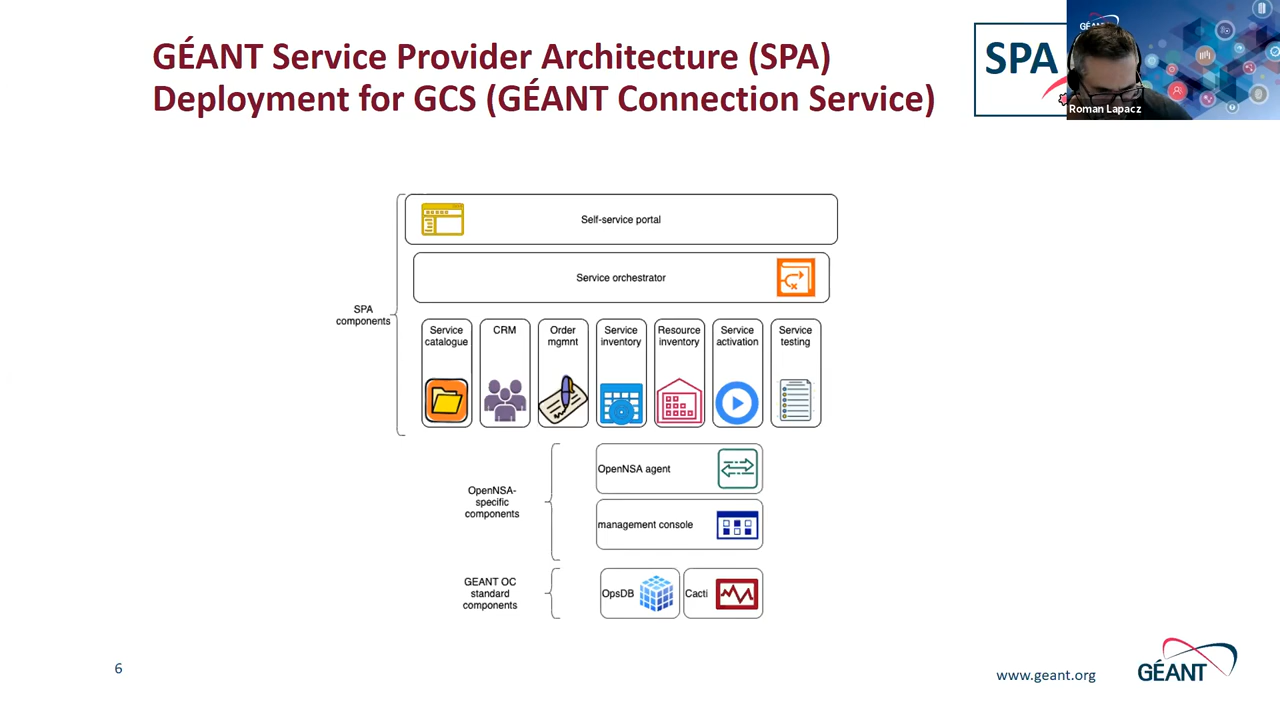 GÉANT Service Provider Architecture (SPA)
Deployment for GCS (GÉANT Connection Service)
SPA
GÉANT
Roman Lapacz
Self-service portal
Service orchestrator
SPA
components
Service
catalogue
CRM
Order
mgmnt
Service
inventory
Resource
inventory
Service
activation
Service
testing
OpenNSA-
specific
components
OpenNSA agent
management console
GEANT OC
standard
components
OpsDB
Cacti
6
www.geant.org
GÉANT